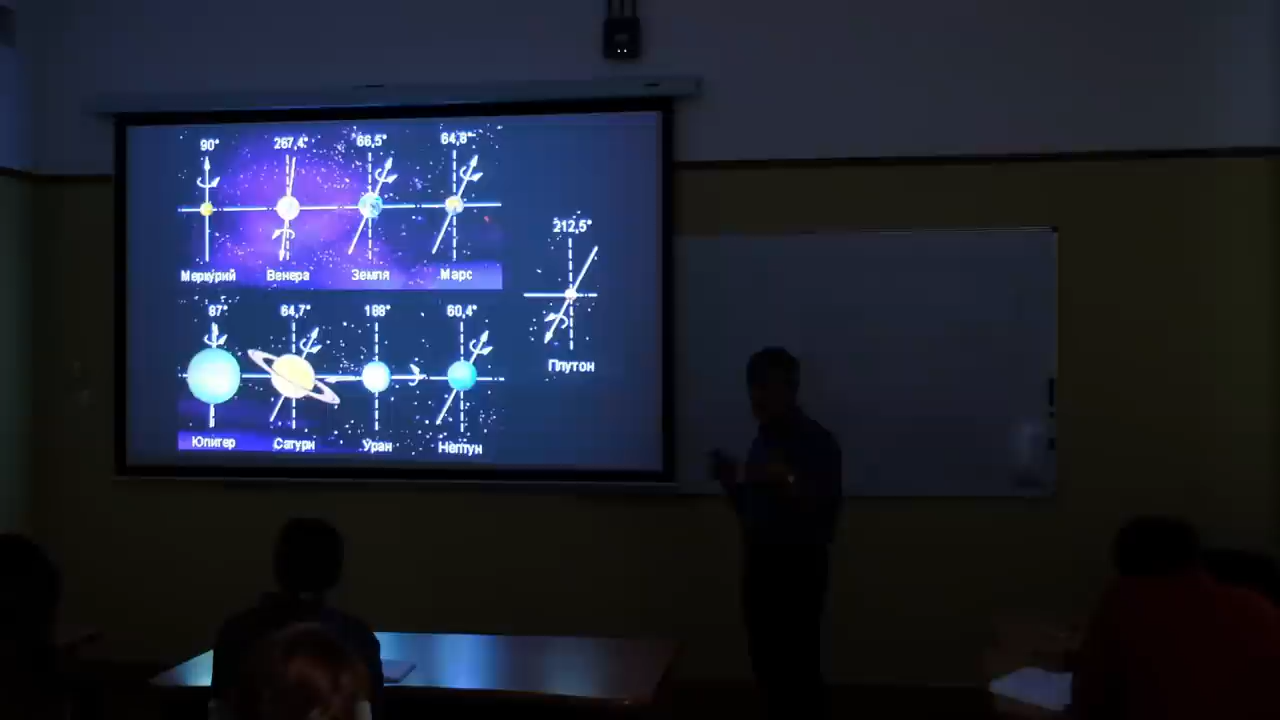 90° 267,4° 66,5° 64,8°
Меркурий Венера Земля Марс
212,5°
87° 64,7° 188° 60,4°
Плутон
Юпитер Сатурн Уран Нептун